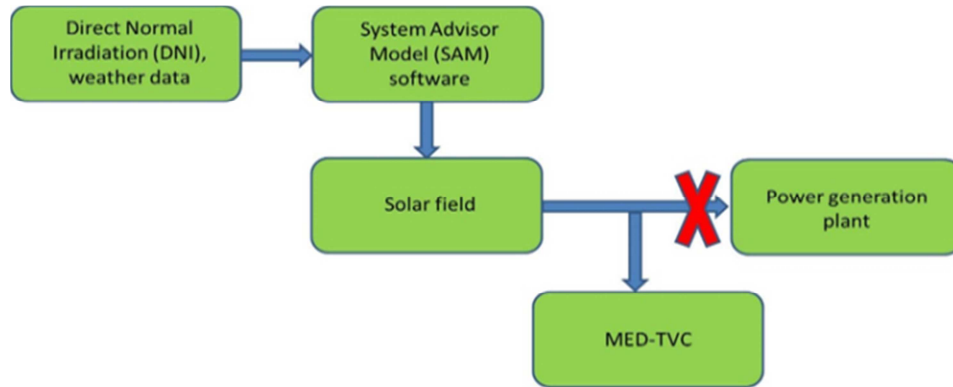 Direct Normal
Irradiation (DNI),
weather data
System Advisor
Model (SAM)
software
Solar field
Power generation
plant
MED-TVC